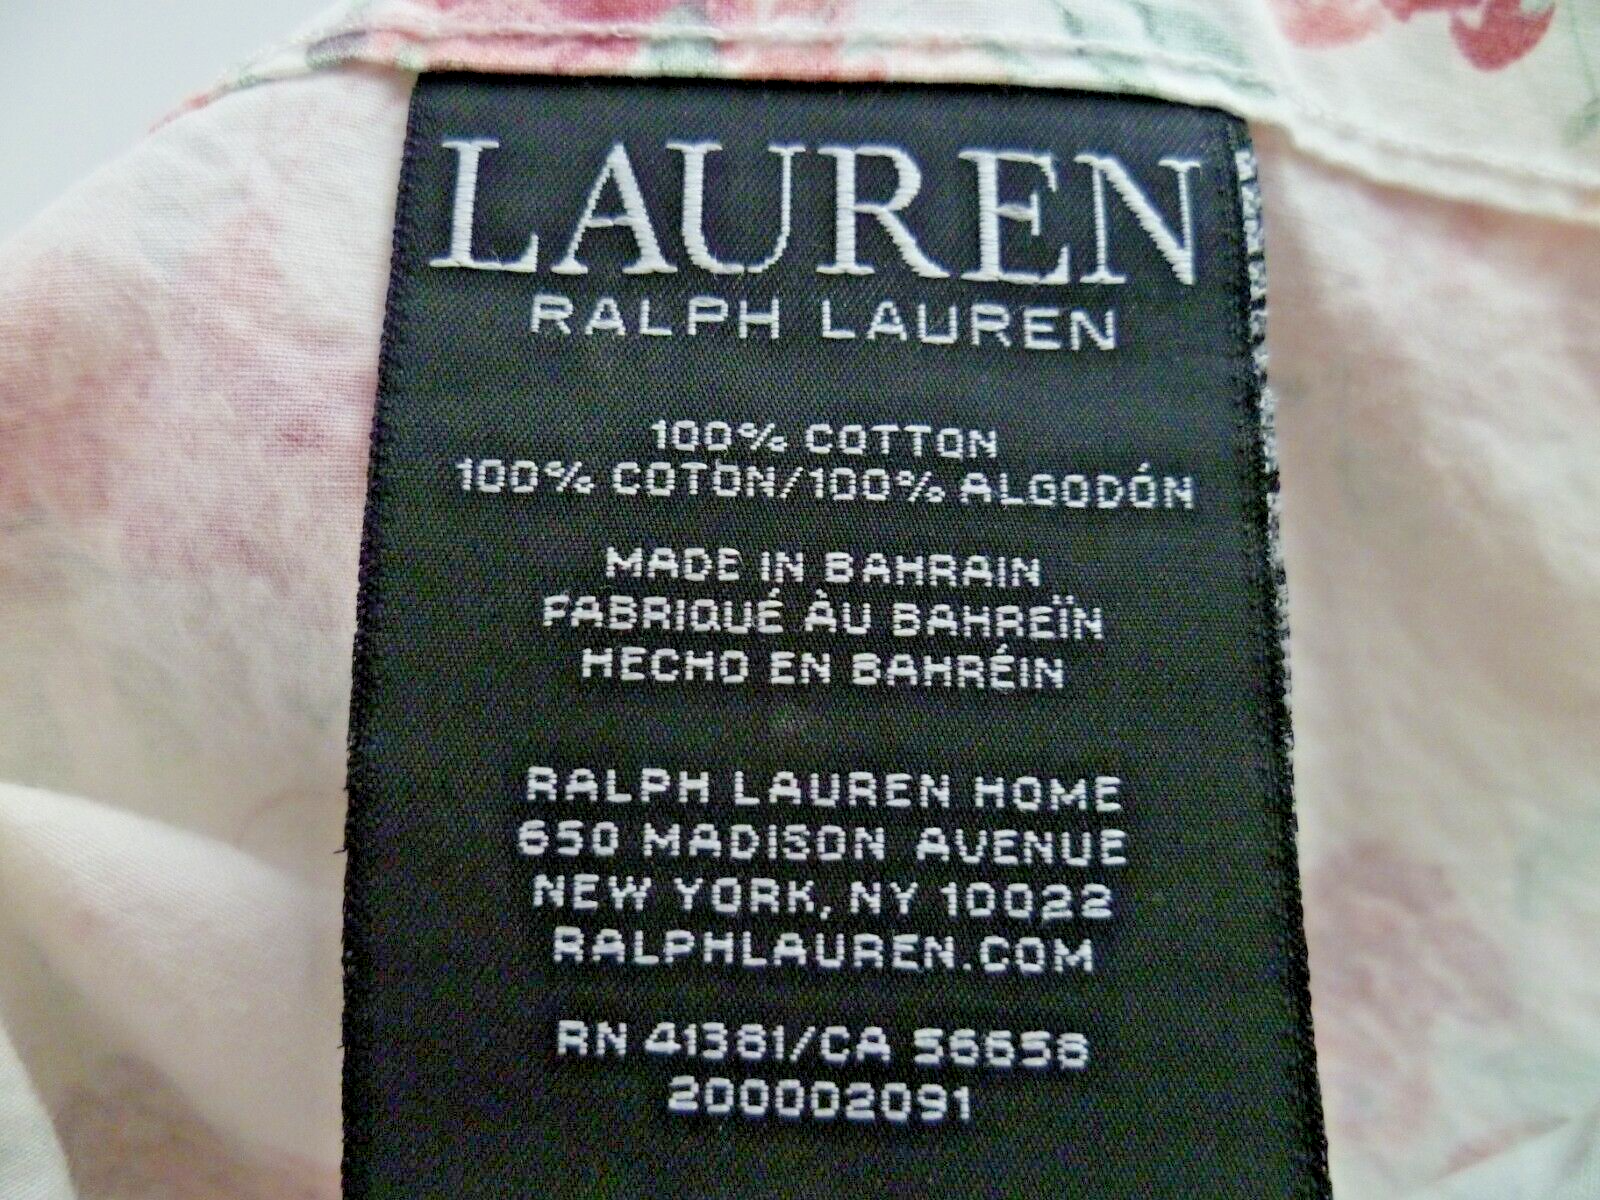 LAUREN
RALPH LAUREN
100% COTTON
100% COTON/100% ALGODÓN
MADE IN BAHRAIN
FABRIQUÉ ÀU BAHREÏN
HECHO EN BAHRÉIN
RALPH LAUREN HOME
650 MADISON AVENUE
NEW YORK, NY 10022
RALPHLAUREN.COM
RN 41381/CA 56658
200002091